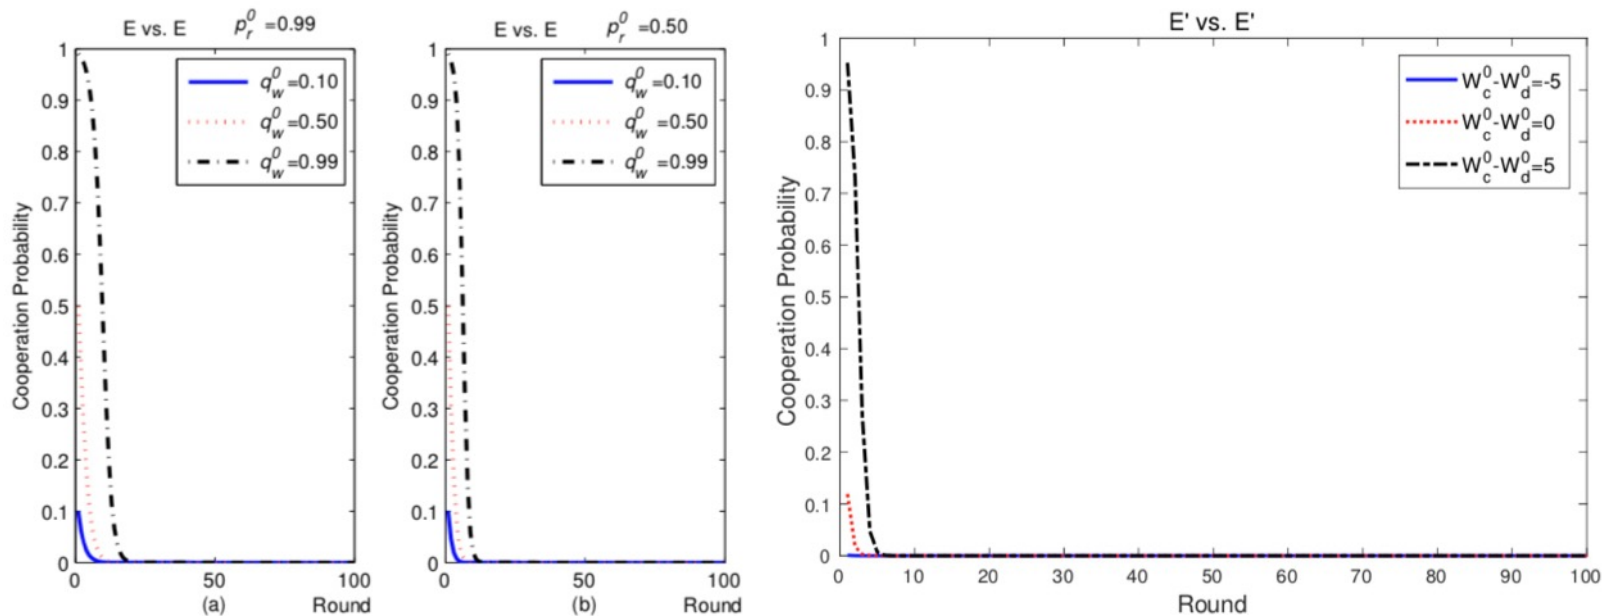 E vs. E p_r^0 =0.99
1
0.9
0.8
0.7
0.6
0.5
0.4
0.3
0.2
0.1
0
Cooperation Probability
q_w^0 =0.10
q_w^0 =0.50
q_w^0 =0.99
0 50 100
(a) Round
E vs. E p_r^0 =0.50
1
0.9
0.8
0.7
0.6
0.5
0.4
0.3
0.2
0.1
0
Cooperation Probability
q_w^0 =0.10
q_w^0 =0.50
q_w^0 =0.99
0 50 100
(b) Round
E' vs. E'
1
0.9
0.8
0.7
0.6
0.5
0.4
0.3
0.2
0.1
0
Cooperation Probability
W_c^0-W_d^0=-5
W_c^0-W_d^0=0
W_c^0-W_d^0=5
0 10 20 30 40 50 60 70 80 90 100
Round